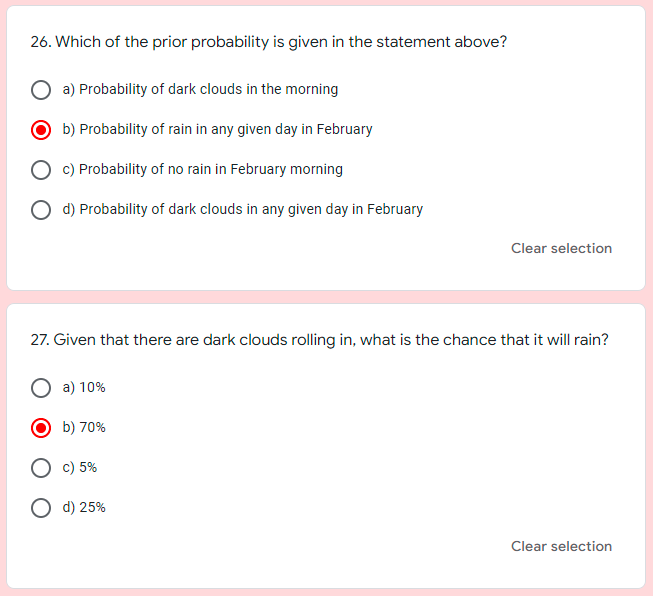 26. Which of the prior probability is given in the statement above?
a) Probability of dark clouds in the morning
b) Probability of rain in any given day in February
c) Probability of no rain in February morning
d) Probability of dark clouds in any given day in February
Clear selection
27. Given that there are dark clouds rolling in, what is the chance that it will rain?
a) 10%
b) 70%
c) 5%
d) 25%
Clear selection